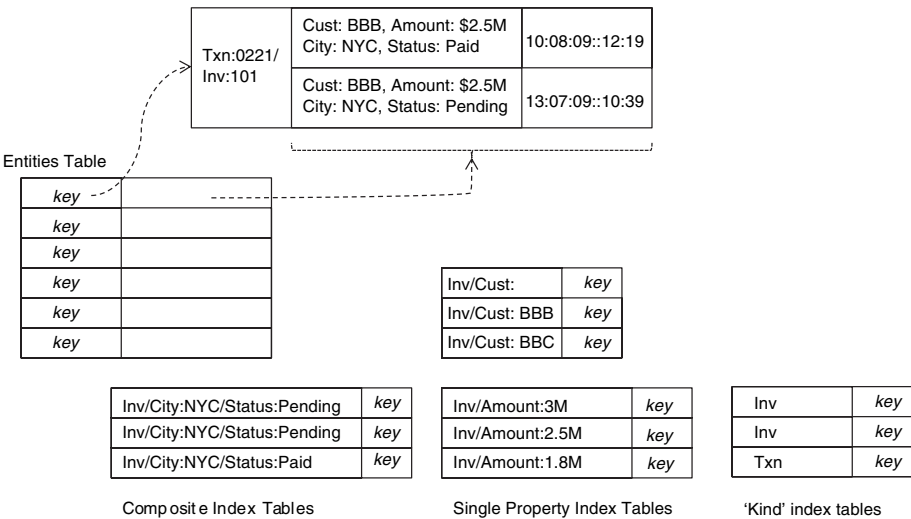 Txn:0221/
Inv:101
Cust: BBB, Amount: $2.5M
City: NYC, Status: Paid
10:08:09::12:19
Cust: BBB, Amount: $2.5M
City: NYC, Status: Pending
13:07:09::10:39
Entities Table
key
key
key
key
key
key
Inv/Cust: key
Inv/Cust: BBB key
Inv/Cust: BBC key
Inv/City:NYC/Status:Pending key
Inv/City:NYC/Status:Pending key
Inv/City:NYC/Status:Paid key
Composite Index Tables
Inv/Amount:3M key
Inv/Amount:2.5M key
Inv/Amount:1.8M key
Single Property Index Tables
Inv key
Inv key
Txn key
‘Kind’ index tables